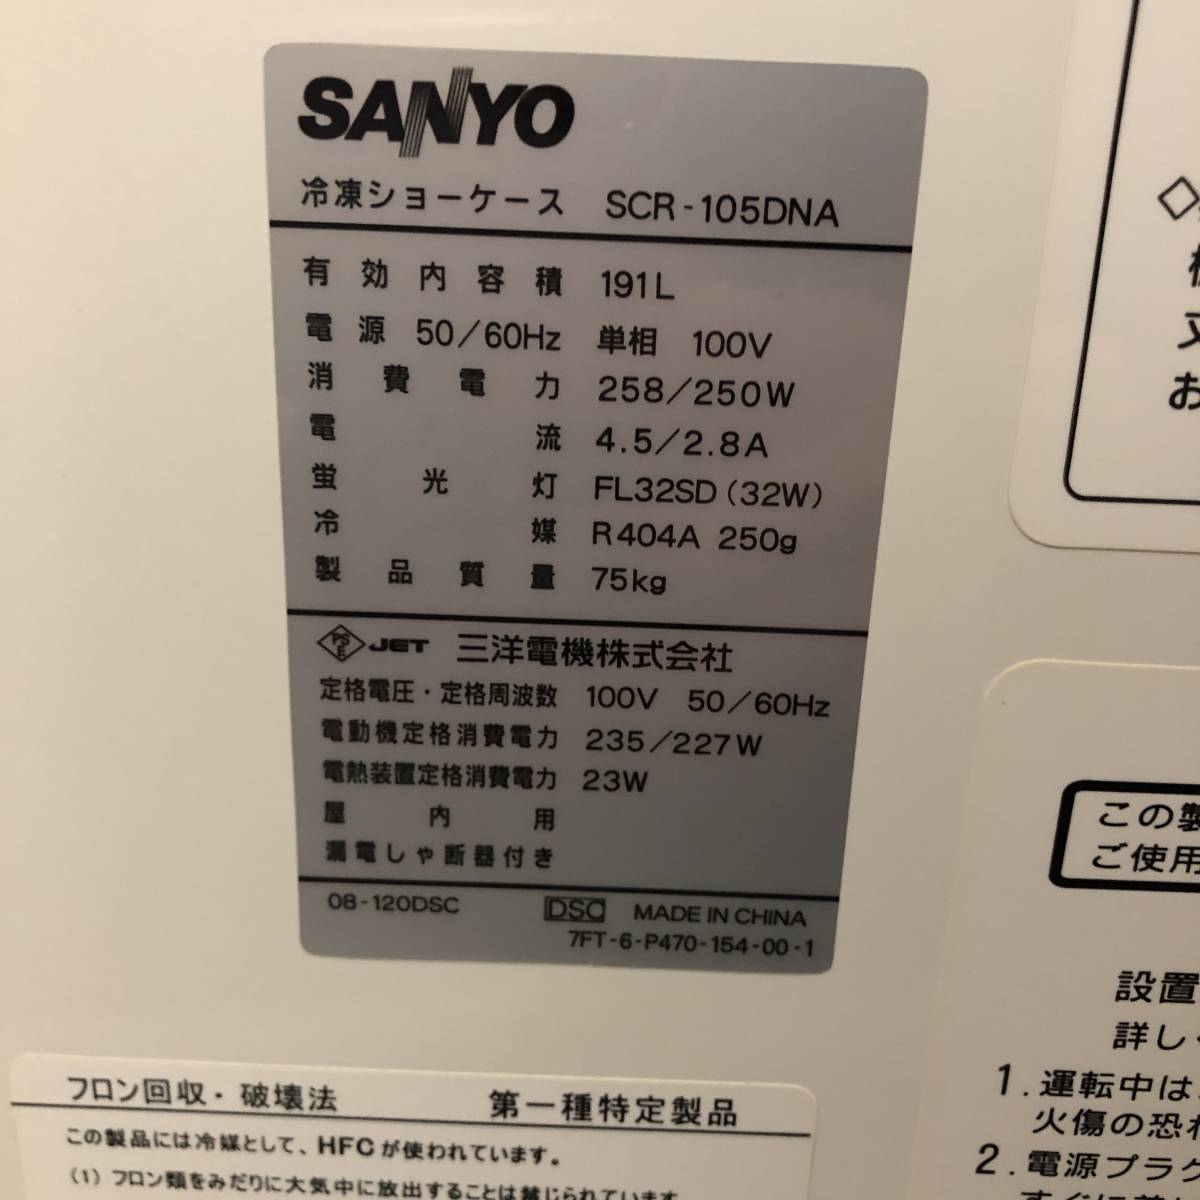 SANYO
冷凍ショーケース SCR-105DNA
有効内容積 191L
電源 50/60Hz 単相 100V
消費電力 258/250W
電流 4.5/2.8A
蛍光灯 FL32SD(32W)
冷媒 R404A 250g
製品質量 75kg
PSE JET 三洋電機株式会社
定格電圧・定格周波数 100V 50/60Hz
電動機定格消費電力 235/227W
電熱装置定格消費電力 23W
屋内用
漏電しゃ断器付き
08-120DSC DSC MADE IN CHINA
7FT-6-P470-154-00-1
フロン回収・破壊法 第一種特定製品
この製品には冷媒として、HFCが使われています。
(1) フロン類をみだりに大気中に放出することは禁じられています
◇
又
お
この製
ご使用
設置
詳しく
1.運転中は
火傷の恐れ
2.電源プラグ